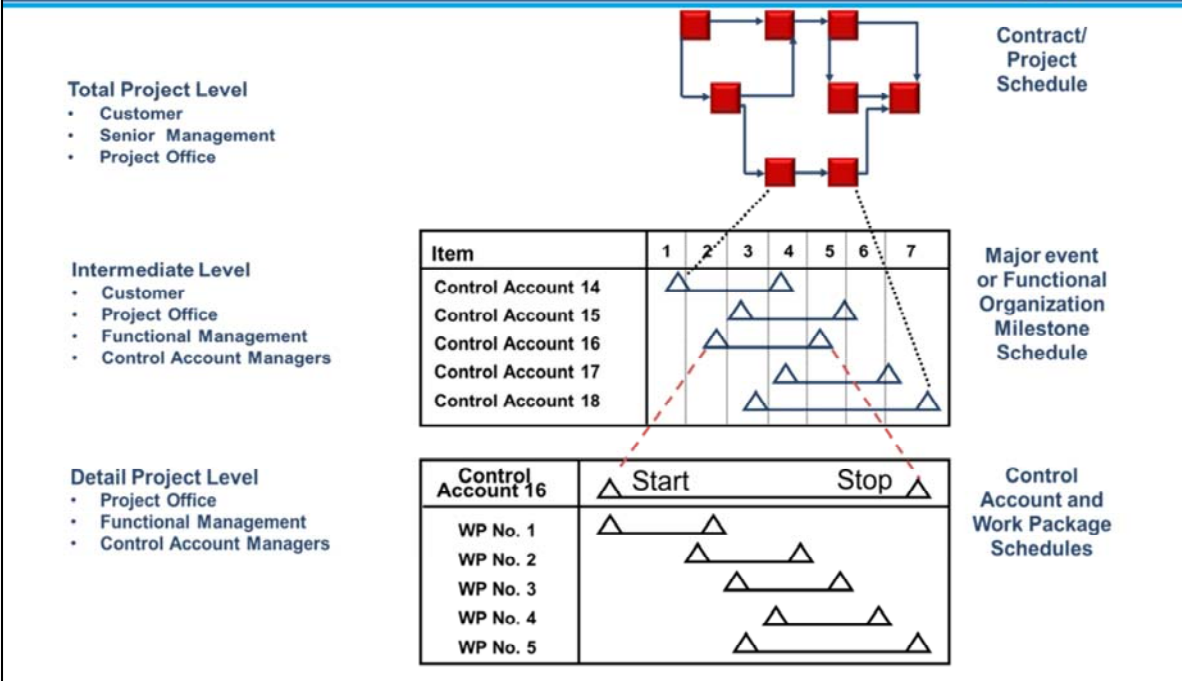 Contract/
Project
Schedule
Total Project Level
• Customer
• Senior Management
• Project Office
Item 1 2 3 4 5 6 7
Control Account 14
Control Account 15
Control Account 16
Control Account 17
Control Account 18
Intermediate Level
• Customer
• Project Office
• Functional Management
• Control Account Managers
Major event
or Functional
Organization
Milestone
Schedule
Detail Project Level
• Project Office
• Functional Management
• Control Account Managers
Control
Account 16
Start Stop
WP No. 1
WP No. 2
WP No. 3
WP No. 4
WP No. 5
Control
Account and
Work Package
Schedules